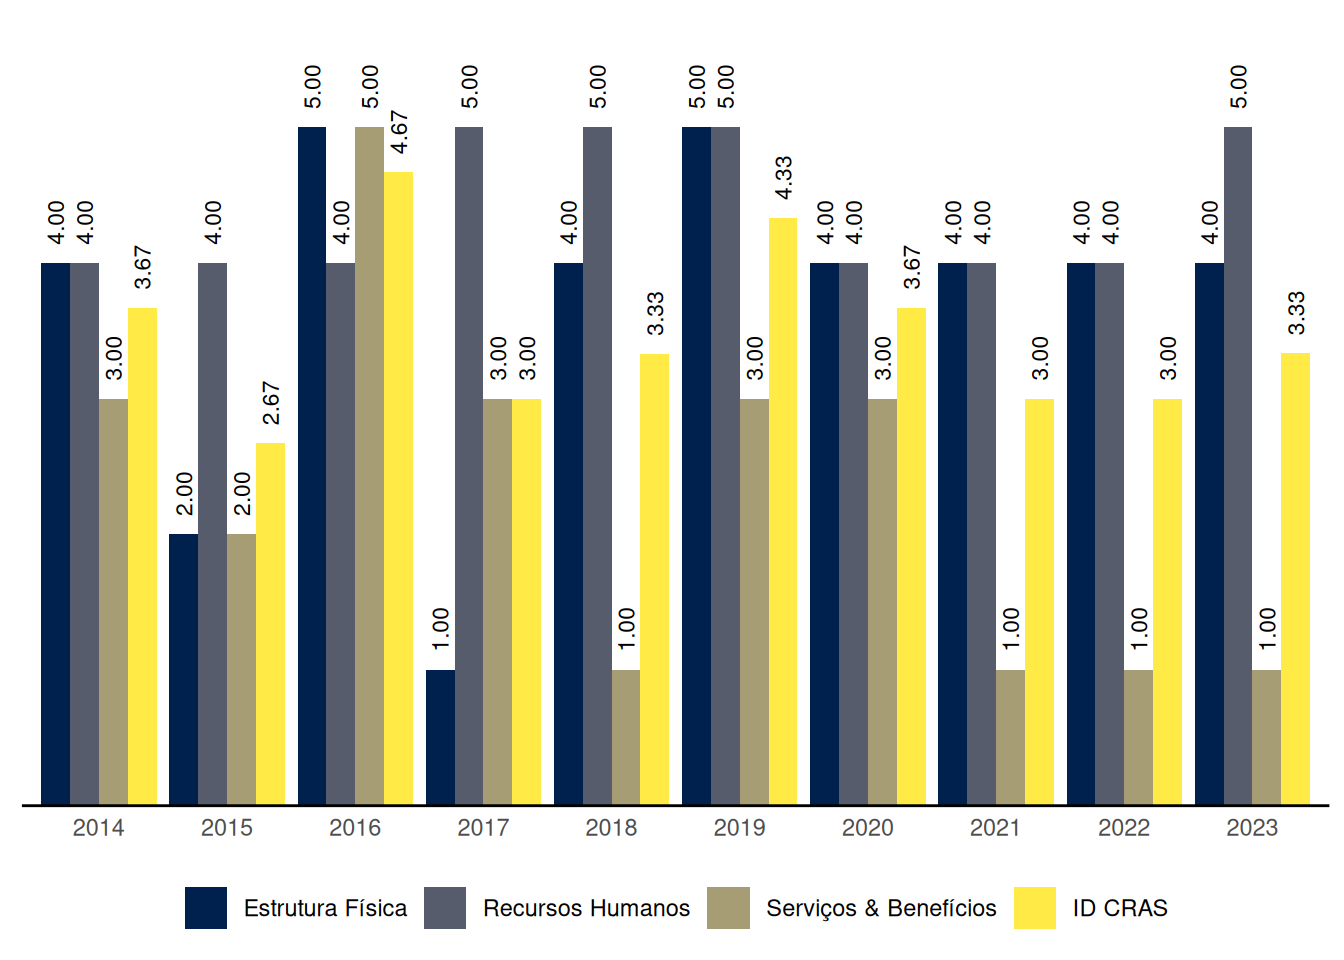 5.00 5.00 5.00 5.00 5.00 5.00 5.00
4.67
4.33
4.00 4.00 4.00 4.00 4.00 4.00 4.00 4.00 4.00 4.00 4.00 4.00
3.67 3.67
3.33 3.33
3.00 3.00 3.00 3.00 3.00 3.00 3.00
2.67
2.00 2.00
1.00 1.00 1.00 1.00 1.00
2014 2015 2016 2017 2018 2019 2020 2021 2022 2023
Estrutura Física Recursos Humanos Serviços & Benefícios ID CRAS